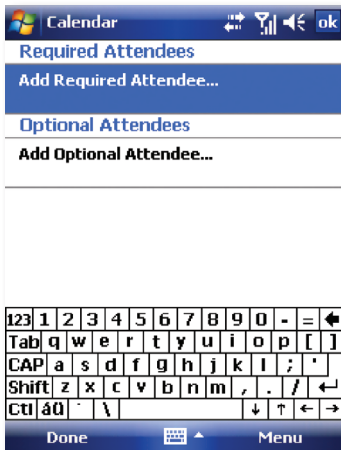 Calendar ok
Required Attendees
Add Required Attendee...
Optional Attendees
Add Optional Attendee...
123 1 2 3 4 5 6 7 8 9 0 - =
Tab q w e r t y u i o p [ ]
CAP a s d f g h j k l ; '
Shift z x c v b n m , . /
Ctl áü ` \
Done Menu